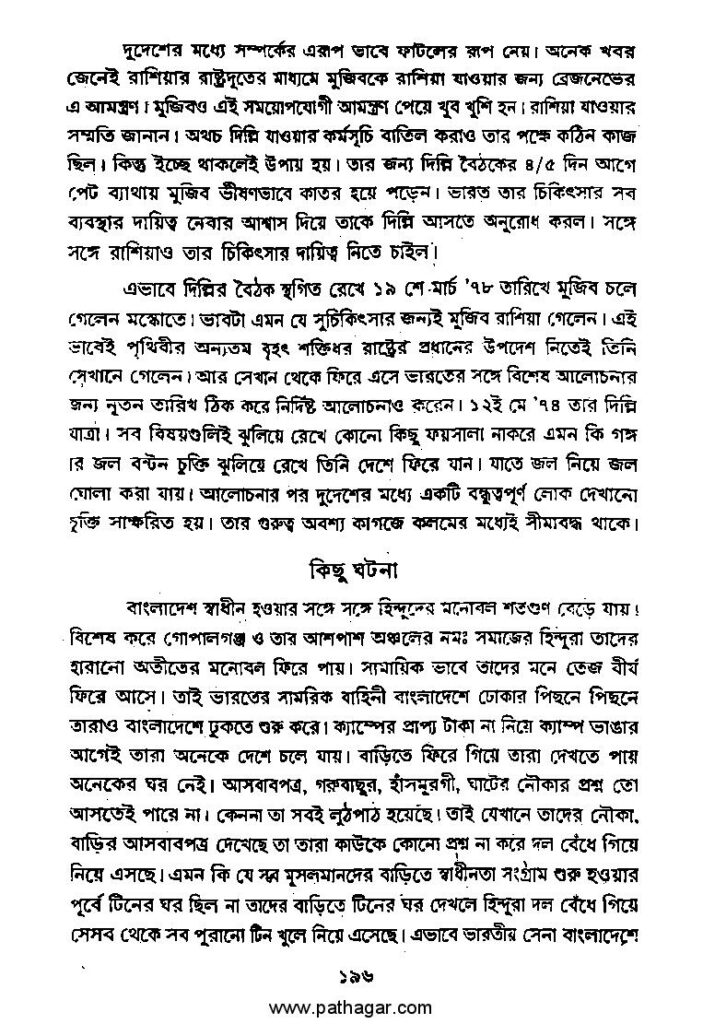 দুদেশের মধ্যে সম্পর্কের এরূপ ভাবে ফাটলের রূপ নেয়। অনেক খবর
জেনেই রাশিয়ার রাষ্ট্রদূতের মাধ্যমে মুজিবকে রাশিয়া যাওয়ার জন্য ব্রেজনেভের
এ আমন্ত্রণ। মুজিবও এই সময়োপযোগী আমন্ত্রণ পেয়ে খুব খুশি হন। রাশিয়া যাওয়ার
সম্মতি জানান। অথচ দিল্লি যাওয়ার কর্মসূচি বাতিল করাও তার পক্ষে কঠিন কাজ
ছিল। কিন্তু ইচ্ছে থাকলেই উপায় হয়। তার জন্য দিল্লি বৈঠকের ৪/৫ দিন আগে
পেট ব্যাথায় মুজিব ভীষণভাবে কাতর হয়ে পড়েন। ভারত তার চিকিৎসার সব
ব্যবস্থার দায়িত্ব নেবার আশ্বাস দিয়ে তাকে দিল্লি আসতে অনুরোধ করল। সঙ্গে
সঙ্গে রাশিয়াও তার চিকিৎসার দায়িত্ব নিতে চাইল।
এভাবে দিল্লির বৈঠক স্থগিত রেখে ১৯ শে মার্চ '৭৮ তারিখে মুজিব চলে
গেলেন মস্কোতে। ভাবটা এমন যে সুচিকিৎসার জন্যই মুজিব রাশিয়া গেলেন। এই
ভাবেই পৃথিবীর অন্যতম বৃহৎ শক্তিধর রাষ্ট্রের প্রধানের উপদেশ নিতেই তিনি
সেখানে গেলেন। আর সেখান থেকে ফিরে এসে ভারতের সঙ্গে বিশেষ আলোচনার
জন্য নূতন তারিখ ঠিক করে নির্দিষ্ট আলোচনাও করেন। ১২ই মে '৭৪ তার দিল্লি
যাত্রা। সব বিষয়গুলিই ঝুলিয়ে রেখে কোনো কিছু ফয়সালা নাকরে এমন কি গঙ্গ
ার জল বন্টন চুক্তি ঝুলিয়ে রেখে তিনি দেশে ফিরে যান। যাতে জল নিয়ে জল
ঘোলা করা যায়। আলোচনার পর দুদেশের মধ্যে একটি বন্ধুত্বপূর্ণ লোক দেখানো
চুক্তি সাক্ষরিত হয়। তার গুরুত্ব অবশ্য কাগজে কলমের মধ্যেই সীমাবদ্ধ থাকে।
কিছু ঘটনা
বাংলাদেশ স্বাধীন হওয়ার সঙ্গে সঙ্গে হিন্দুদের মনোবল শতগুণ বেড়ে যায়।
বিশেষ করে গোপালগঞ্জ ও তার আশপাশ অঞ্চলের নমঃ সমাজের হিন্দুরা তাদের
হারানো অতীতের মনোবল ফিরে পায়। সাময়িক ভাবে তাদের মনে তেজ বীর্য
ফিরে আসে। তাই ভারতের সামরিক বাহিনী বাংলাদেশে ঢোকার পিছনে পিছনে
তারাও বাংলাদেশে ঢুকতে শুরু করে। ক্যাম্পের প্রাপ্য টাকা না নিয়ে ক্যাম্প ভাঙার
আগেই তারা অনেকে দেশে চলে যায়। বাড়িতে ফিরে গিয়ে তারা দেখতে পায়
অনেকের ঘর নেই। আসবাবপত্র, গরুবাছুর, হাঁসমুরগী, ঘাটের নৌকার প্রশ্ন তো
আসতেই পারে না। কেননা তা সবই লুঠপাঠ হয়েছে। তাই যেখানে তাদের নৌকা,
বাড়ির আসবাবপত্র দেখেছে তা তারা কাউকে কোনো প্রশ্ন না করে দল বেঁধে গিয়ে
নিয়ে এসছে। এমন কি যে সব মুসলমানদের বাড়িতে স্বাধীনতা সংগ্রাম শুরু হওয়ার
পূর্বে টিনের ঘর ছিল না তাদের বাড়িতে টিনের ঘর দেখলে হিন্দুরা দল বেঁধে গিয়ে
সেসব থেকে সব পুরানো টিন খুলে নিয়ে এসেছে। এভাবে ভারতীয় সেনা বাংলাদেশে
১৯৬
www.pathagar.com